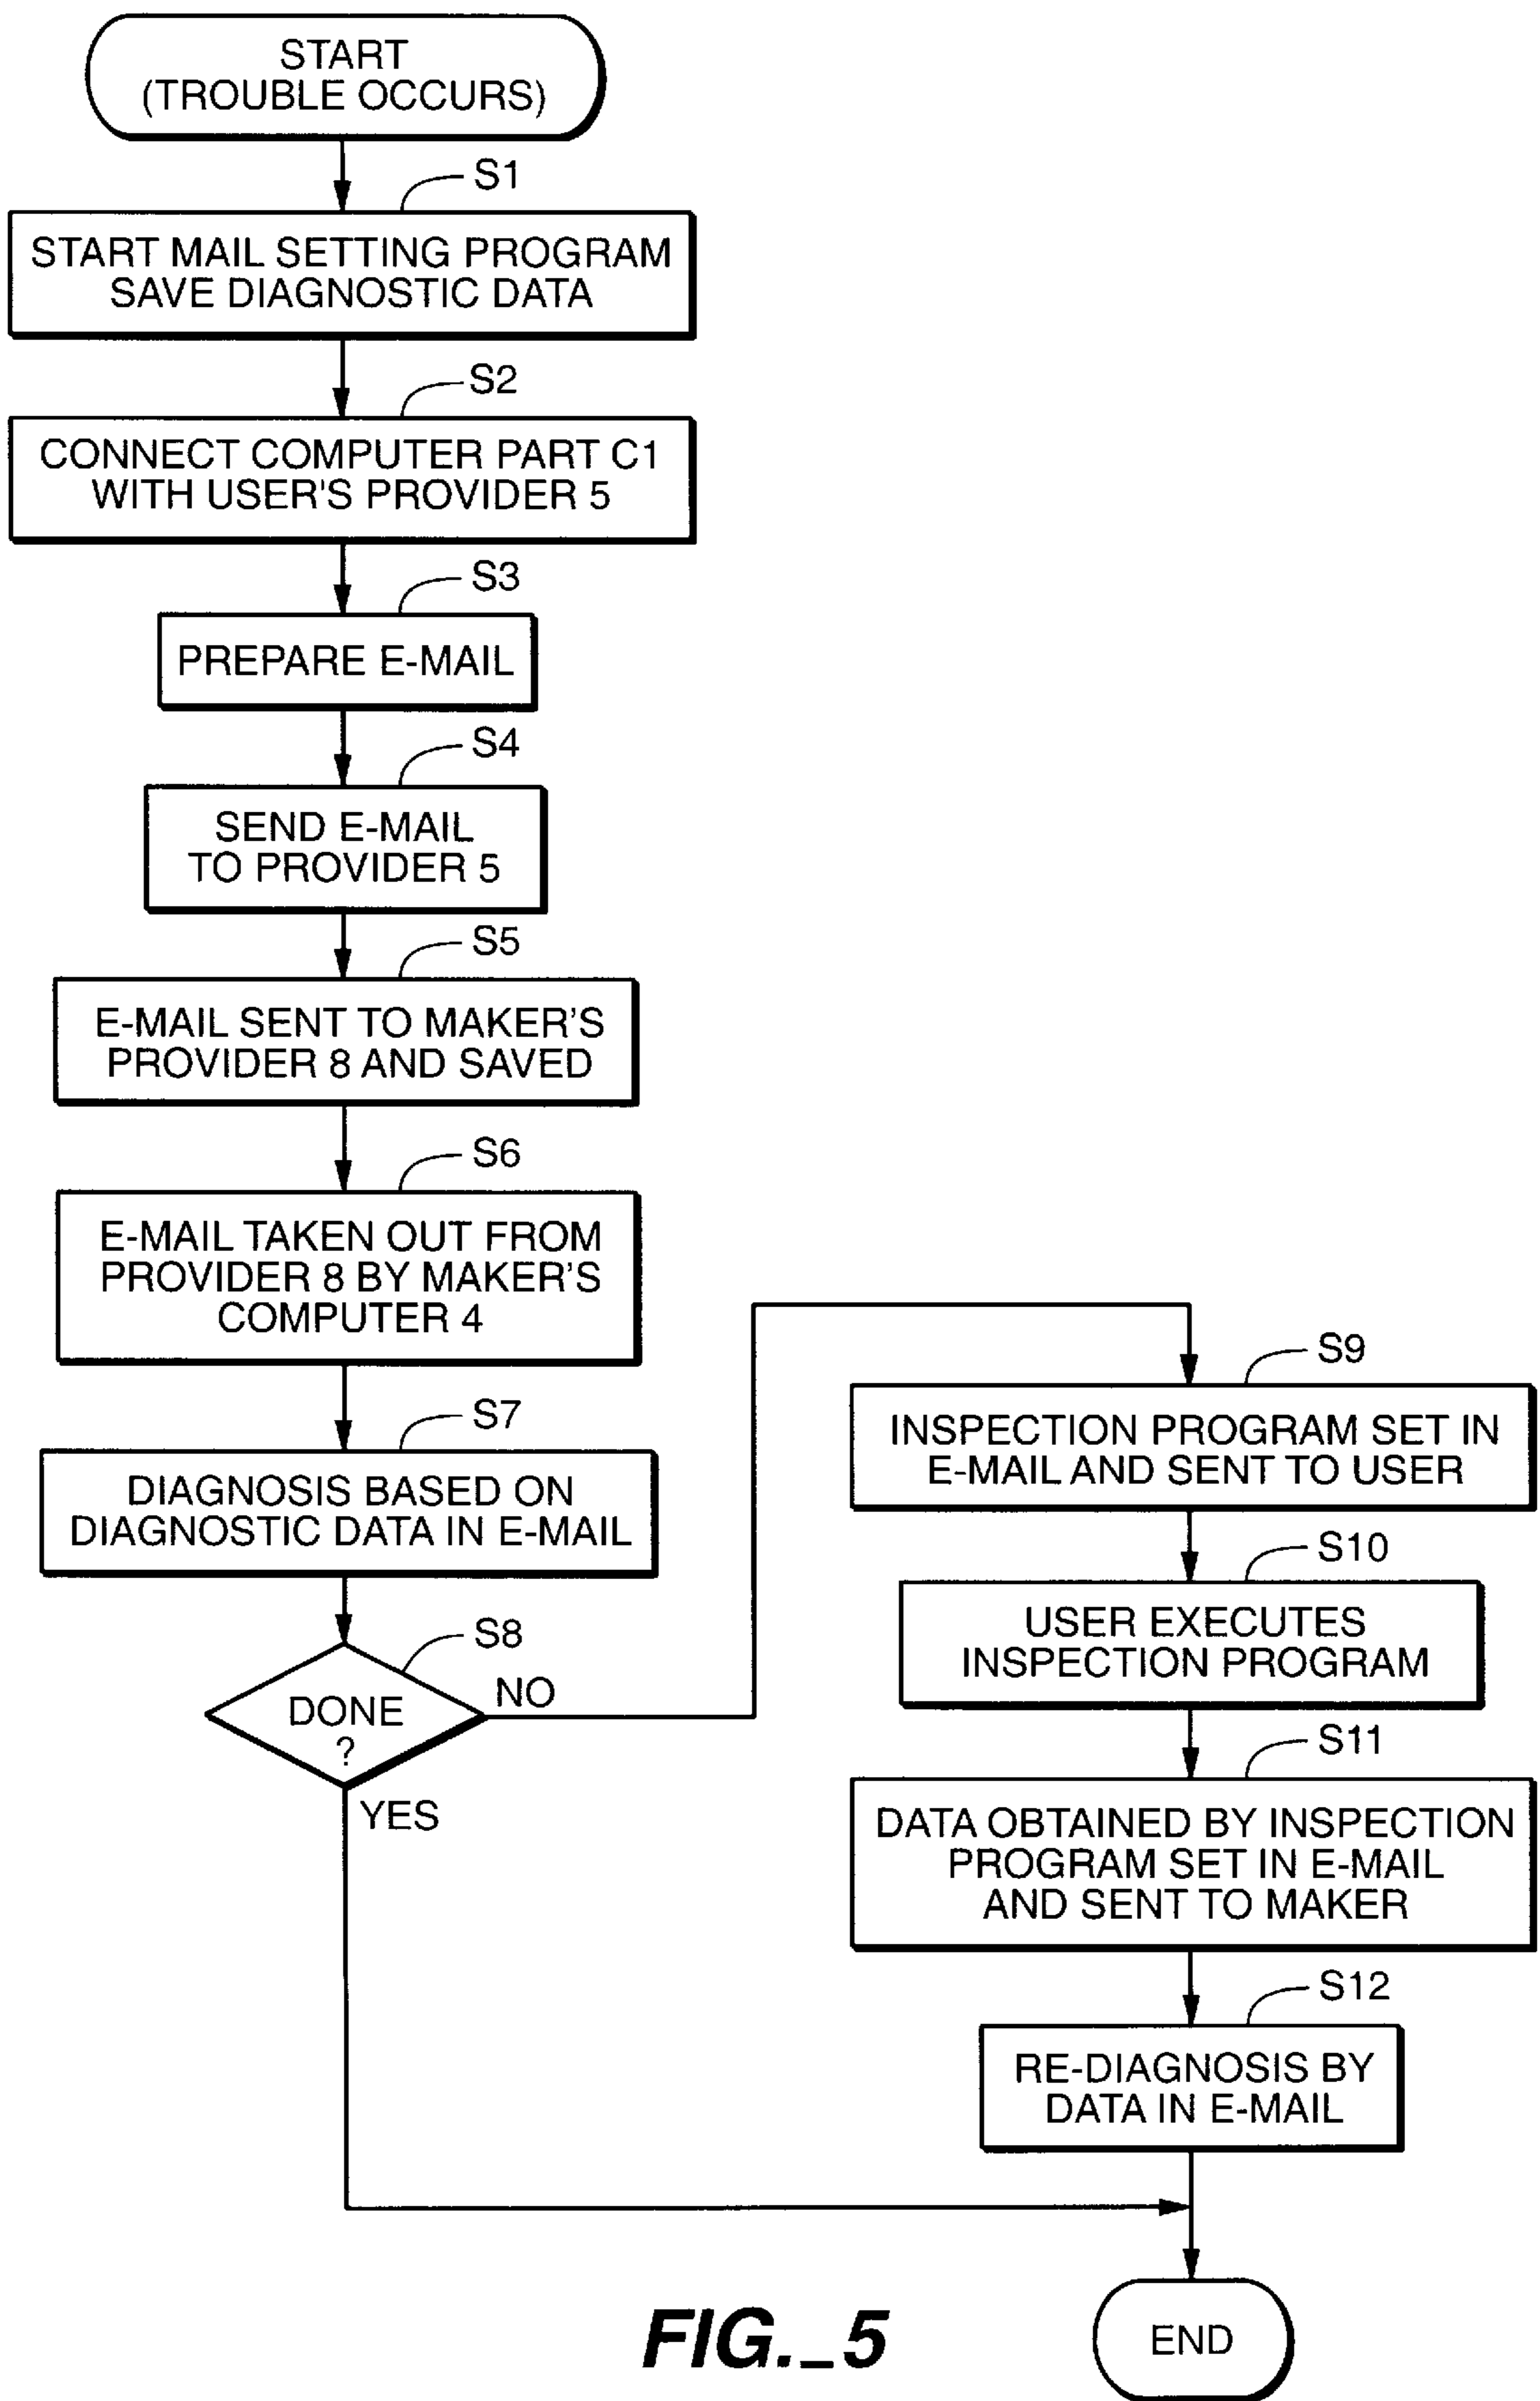 START
(TROUBLE OCCURS)
S1
START MAIL SETTING PROGRAM
SAVE DIAGNOSTIC DATA
S2
CONNECT COMPUTER PART C1
WITH USER'S PROVIDER 5
S3
PREPARE E-MAIL
S4
SEND E-MAIL
TO PROVIDER 5
S5
E-MAIL SENT TO MAKER'S
PROVIDER 8 AND SAVED
S6
E-MAIL TAKEN OUT FROM
PROVIDER 8 BY MAKER'S
COMPUTER 4
S7
DIAGNOSIS BASED ON
DIAGNOSTIC DATA IN E-MAIL
S8
DONE
?
NO
YES
S9
INSPECTION PROGRAM SET IN
E-MAIL AND SENT TO USER
S10
USER EXECUTES
INSPECTION PROGRAM
S11
DATA OBTAINED BY INSPECTION
PROGRAM SET IN E-MAIL
AND SENT TO MAKER
S12
RE-DIAGNOSIS BY
DATA IN E-MAIL
END
FIG._5